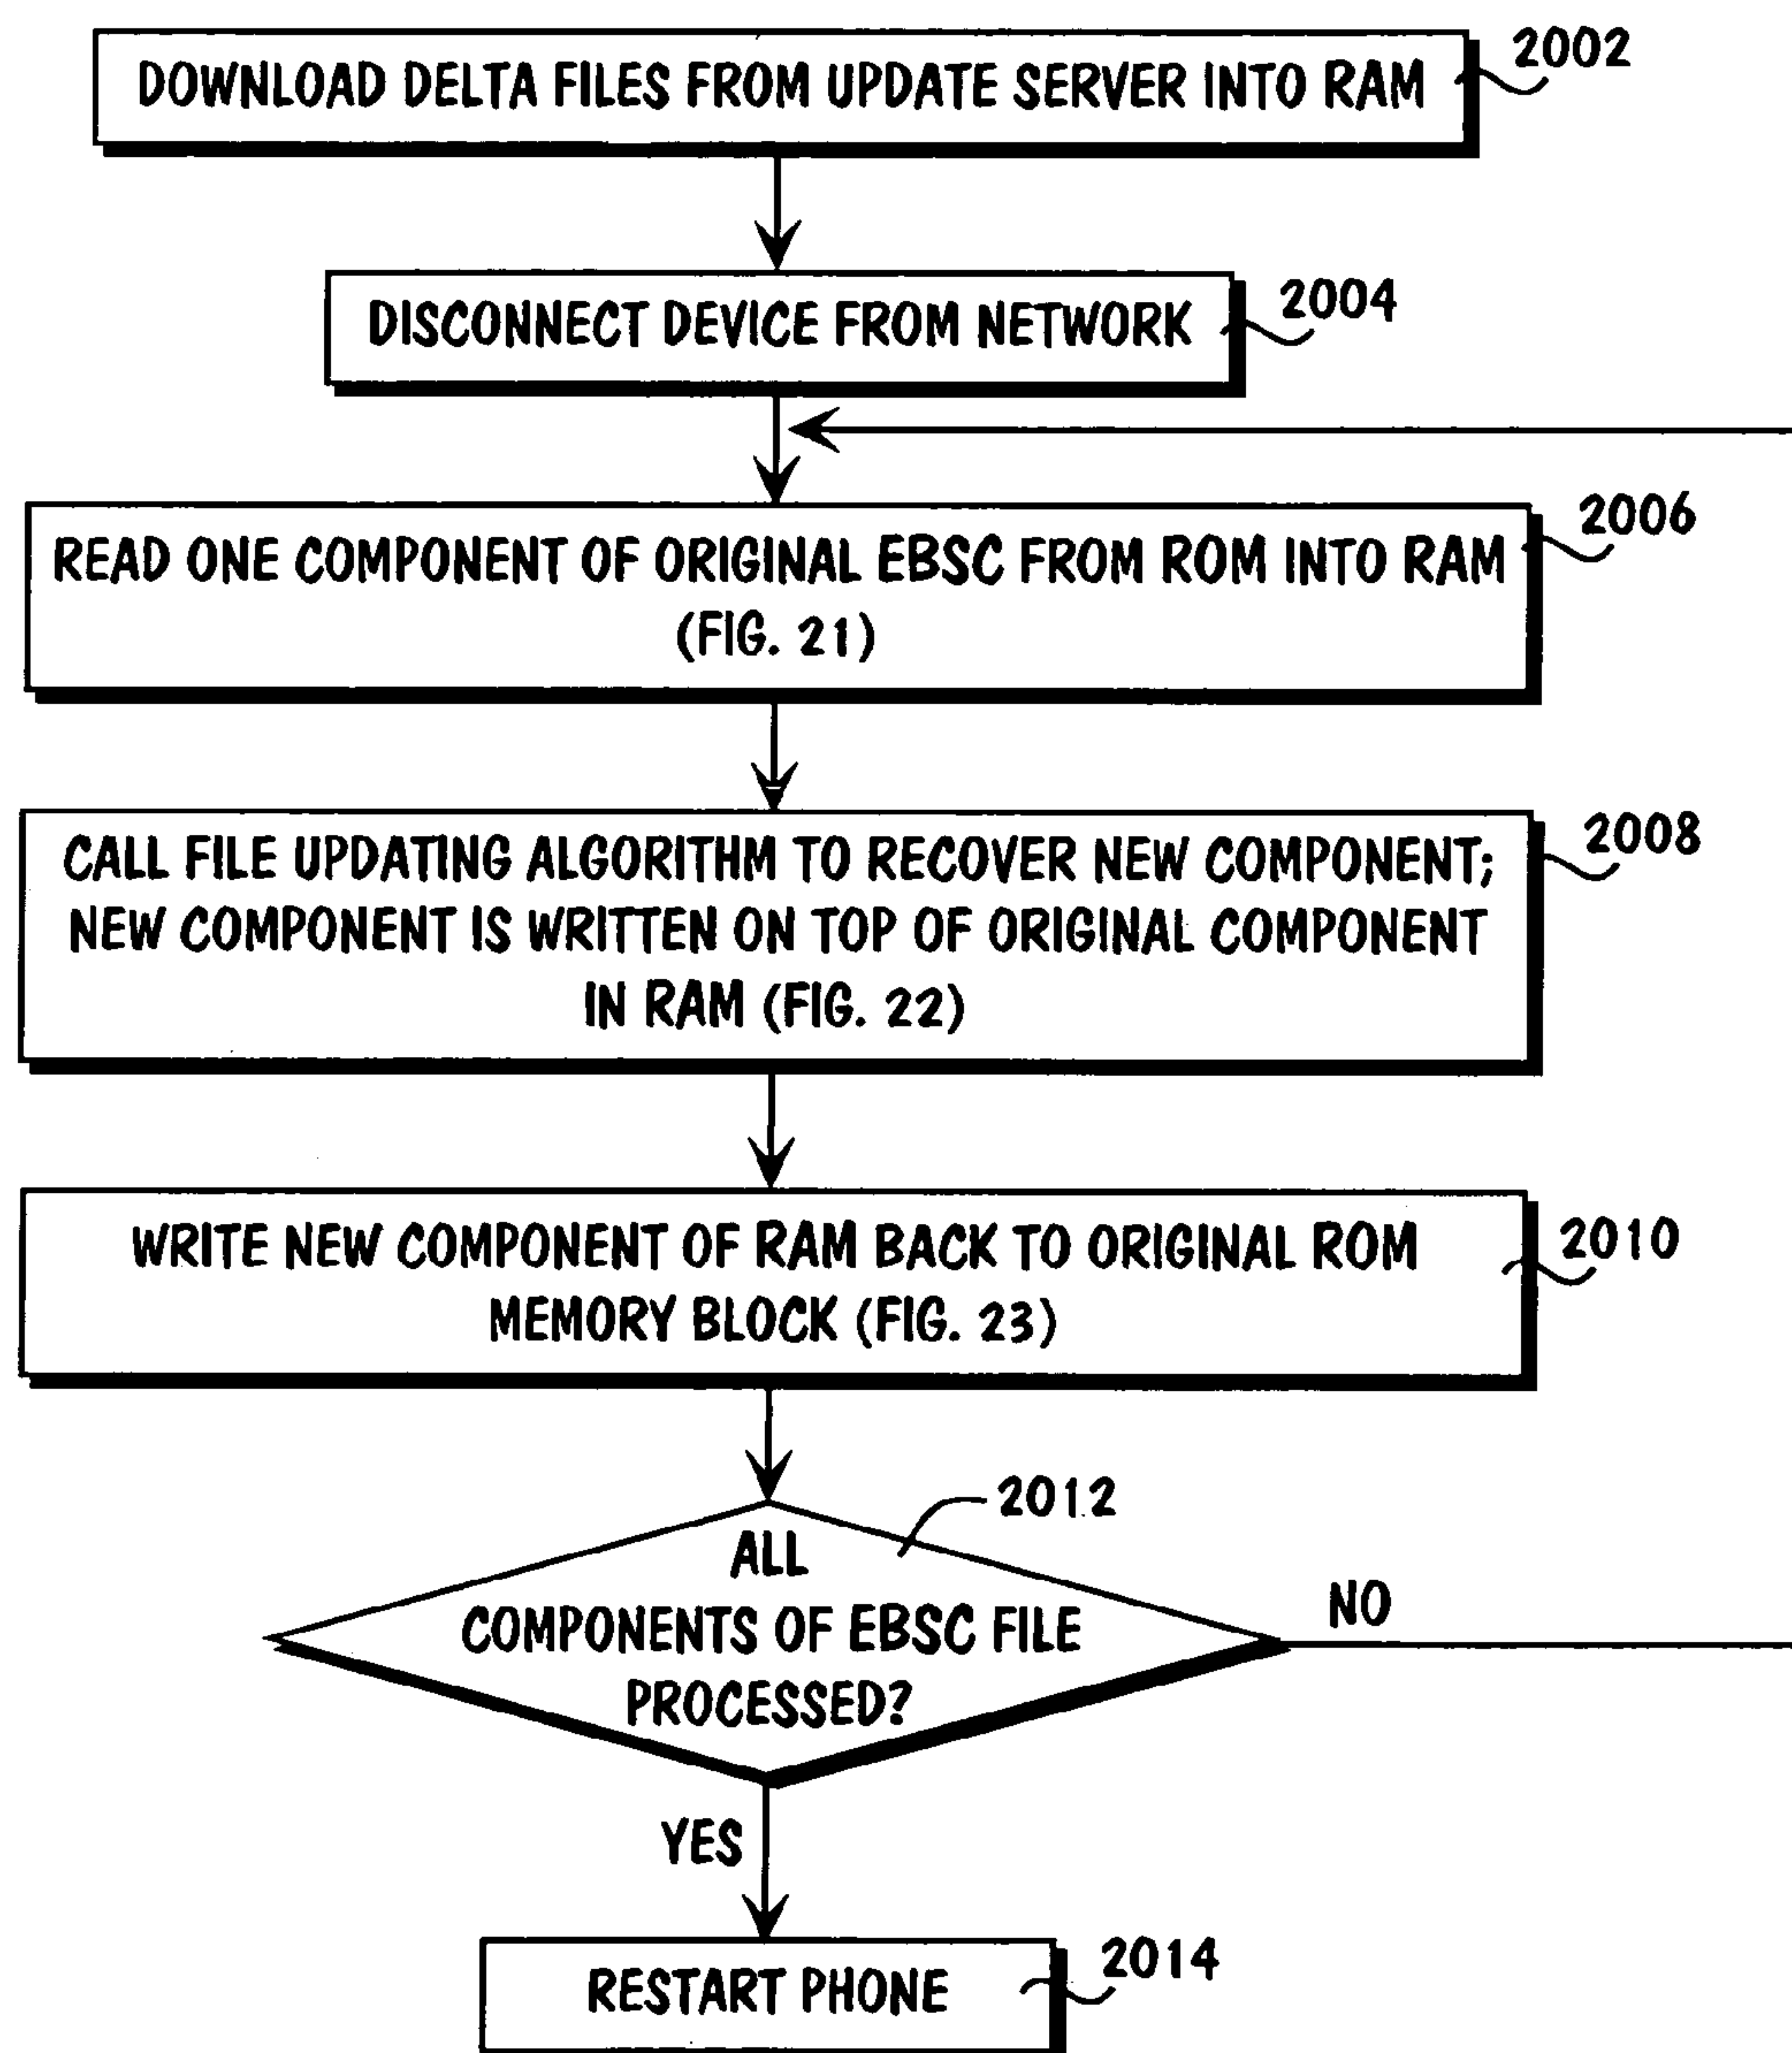 DOWNLOAD DELTA FILES FROM UPDATE SERVER INTO RAM
2002
DISCONNECT DEVICE FROM NETWORK
2004
READ ONE COMPONENT OF ORIGINAL EBSC FROM ROM INTO RAM
(FIG. 21)
2006
CALL FILE UPDATING ALGORITHM TO RECOVER NEW COMPONENT;
NEW COMPONENT IS WRITTEN ON TOP OF ORIGINAL COMPONENT
IN RAM (FIG. 22)
2008
WRITE NEW COMPONENT OF RAM BACK TO ORIGINAL ROM
MEMORY BLOCK (FIG. 23)
2010
2012
ALL
COMPONENTS OF EBSC FILE
PROCESSED?
NO
YES
RESTART PHONE
2014